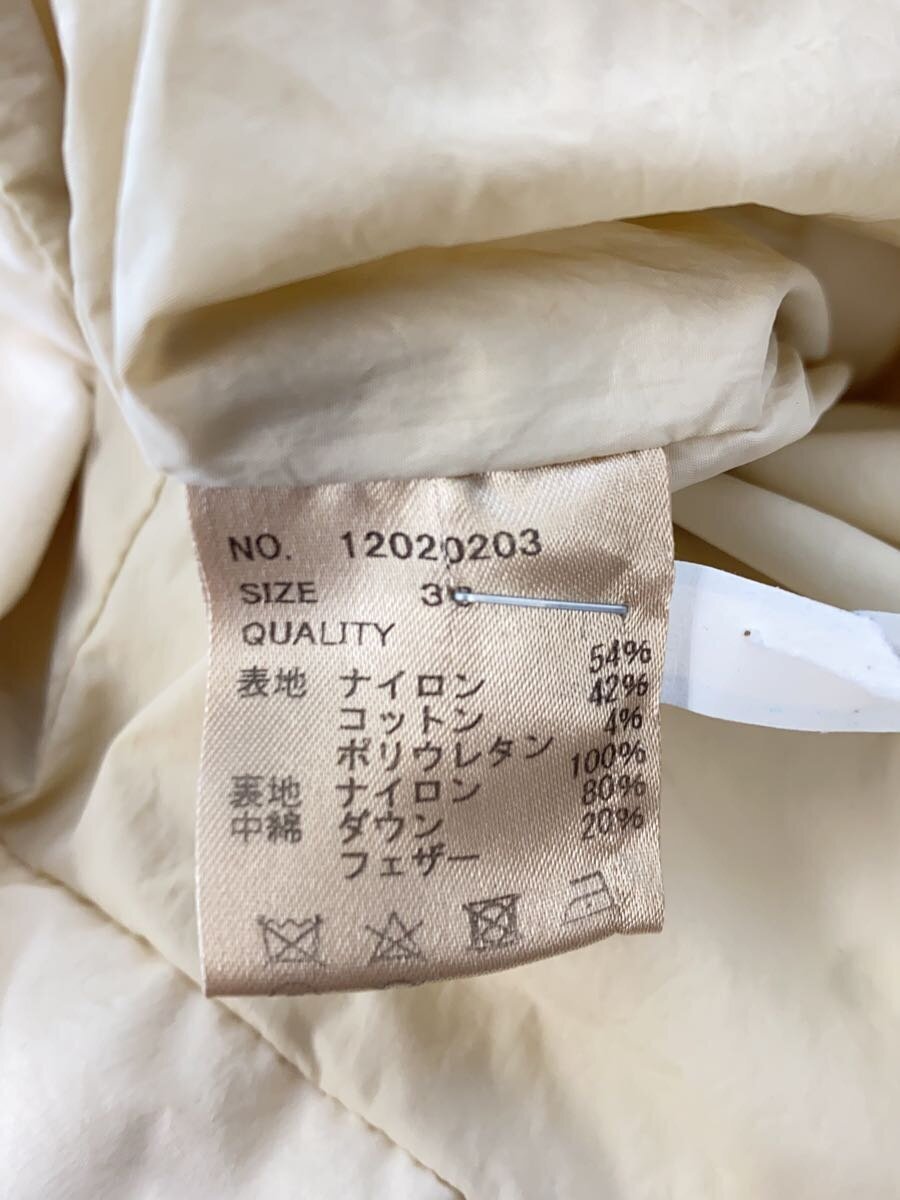 NO. 12020203
SIZE
QUALITY
表地 ナイロン 54%
コットン 42%
ポリウレタン 4%
裏地 ナイロン 100%
中綿 ダウン 80%
フェザー 20%